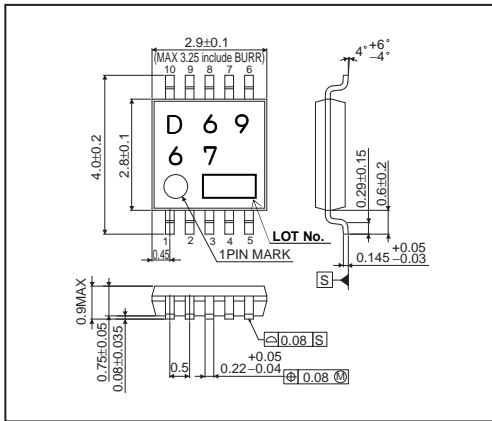 2.9±0.1
(MAX 3.25 include BURR)
10 9 8 7 6
4° +6° −4°
4.0±0.2
2.8±0.1
D 6 9
6 7
0.29±0.15
0.6±0.2
LOT No.
1 2 3 4 5
1PIN MARK
0.45
0.145 +0.05 −0.03
S
0.9MAX
0.75±0.05
0.08±0.035
0.08 S
0.5
0.22 +0.05 −0.04
0.08 M